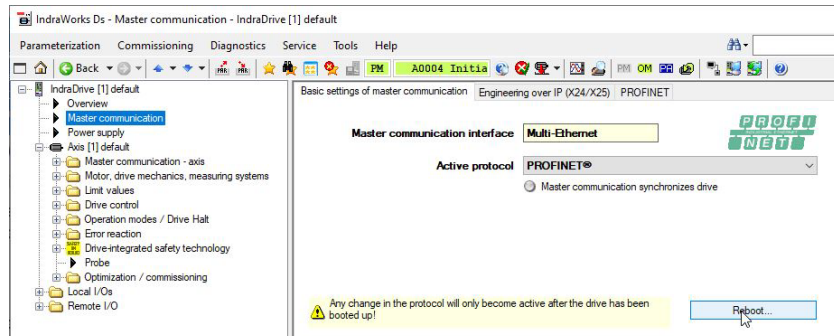 IndraWorks Ds - Master communication - IndraDrive [1] default
Parameterization Commissioning Diagnostics Service Tools Help
Back PAR. PAR. PM A0004 Initia PM OM
IndraDrive [1] default
Overview
Master communication
Power supply
Axis [1] default
Master communication - axis
Motor, drive mechanics, measuring systems
Limit values
Drive control
Operation modes / Drive Halt
Error reaction
Drive-integrated safety technology
Probe
Optimization / commissioning
Local I/Os
Remote I/O
Basic settings of master communication Engineering over IP (X24/X25) PROFINET
PROFI
NET
Master communication interface Multi-Ethernet
Active protocol PROFINET®
Master communication synchronizes drive
Any change in the protocol will only become active after the drive has been
booted up!
Reboot...